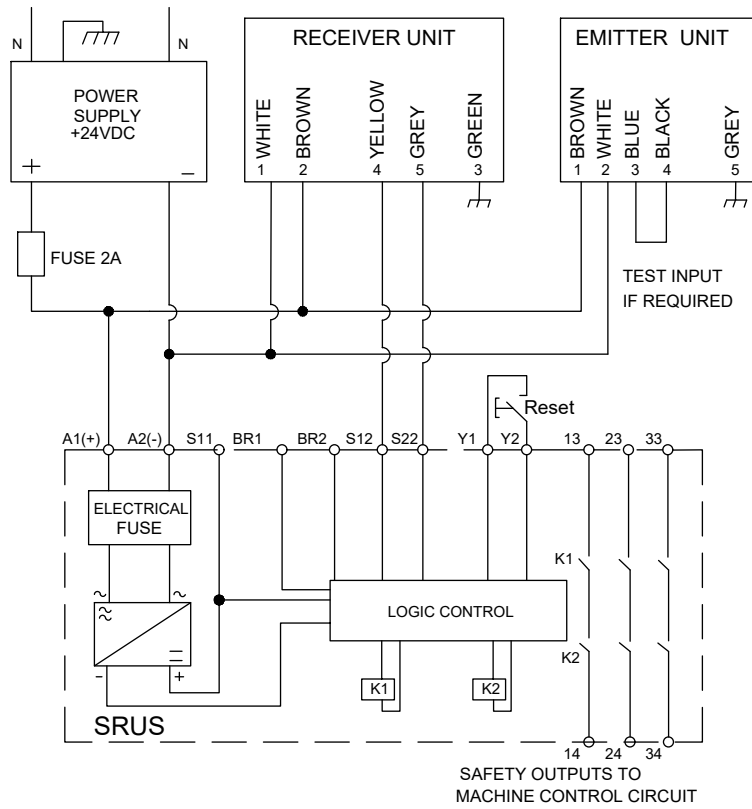 N
N
POWER
SUPPLY
+24VDC
+
–
FUSE 2A
RECEIVER UNIT
WHITE
BROWN
YELLOW
GREY
GREEN
1
2
4
5
3
EMITTER UNIT
BROWN
WHITE
BLUE
BLACK
GREY
1
2
3
4
5
TEST INPUT
IF REQUIRED
Reset
A1(+)
A2(-)
S11
BR1
BR2
S12
S22
Y1
Y2
13
23
33
ELECTRICAL
FUSE
~
~
-
+
LOGIC CONTROL
K1
K2
K1
K2
SRUS
14
24
34
SAFETY OUTPUTS TO
MACHINE CONTROL CIRCUIT